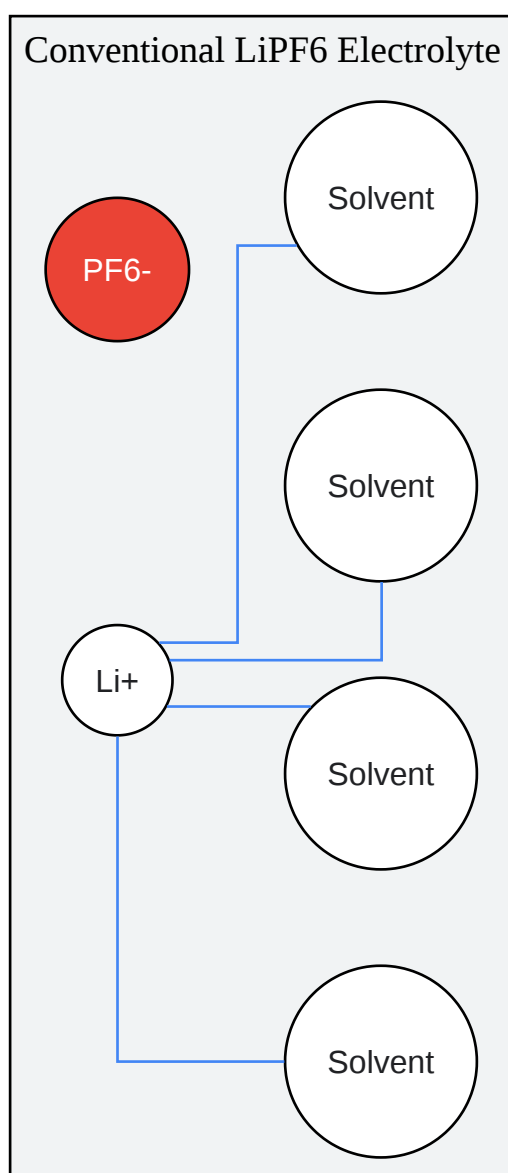 Conventional LiPF6 Electrolyte
Solvent
PF6-
Solvent
Li+
Solvent
Solvent